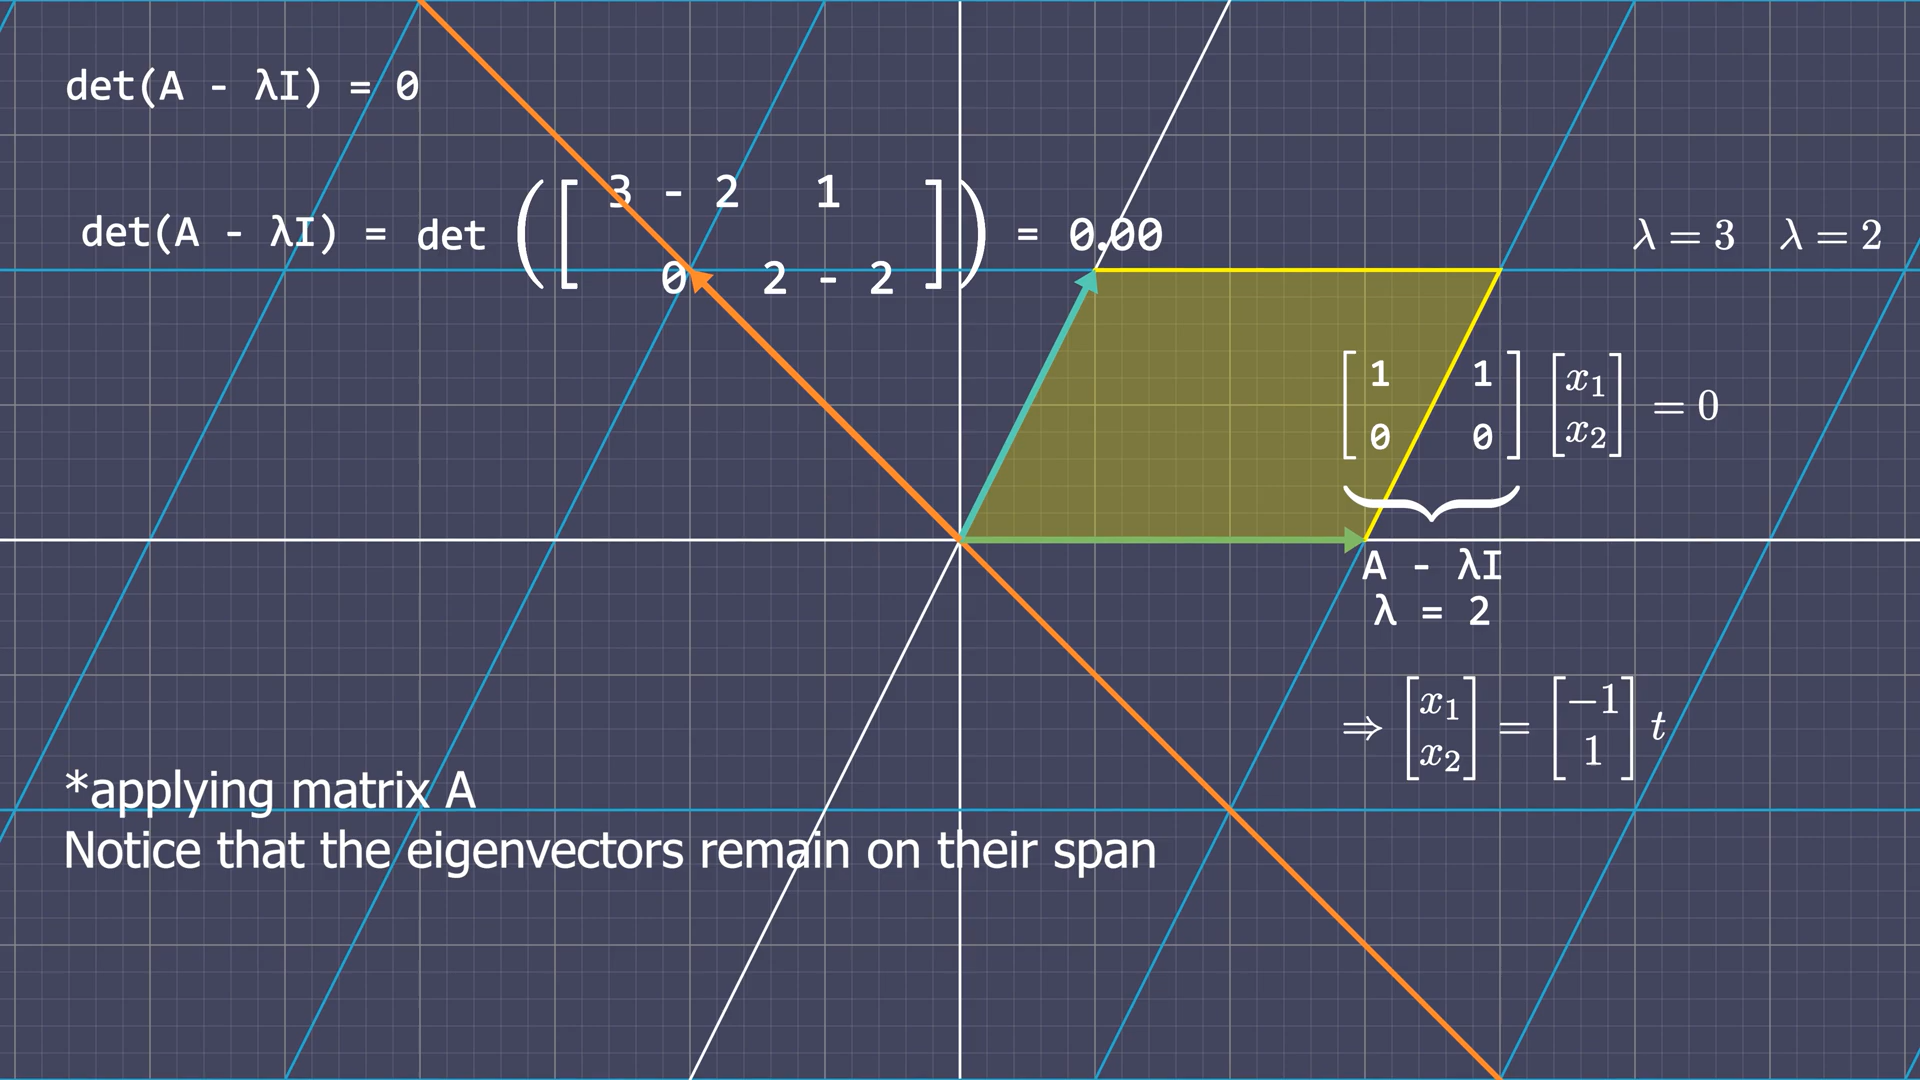 det(A - λI) = 0
det(A - λI) = det ([ 3 - 2 1
0 2 - 2 ]) = 0.00
λ = 3 λ = 2
[ 1 1
0 0 ] [ x₁
x₂ ] = 0
A - λI
λ = 2
⇒ [ x₁
x₂ ] = [ −1
1 ] t
*applying matrix A
Notice that the eigenvectors remain on their span